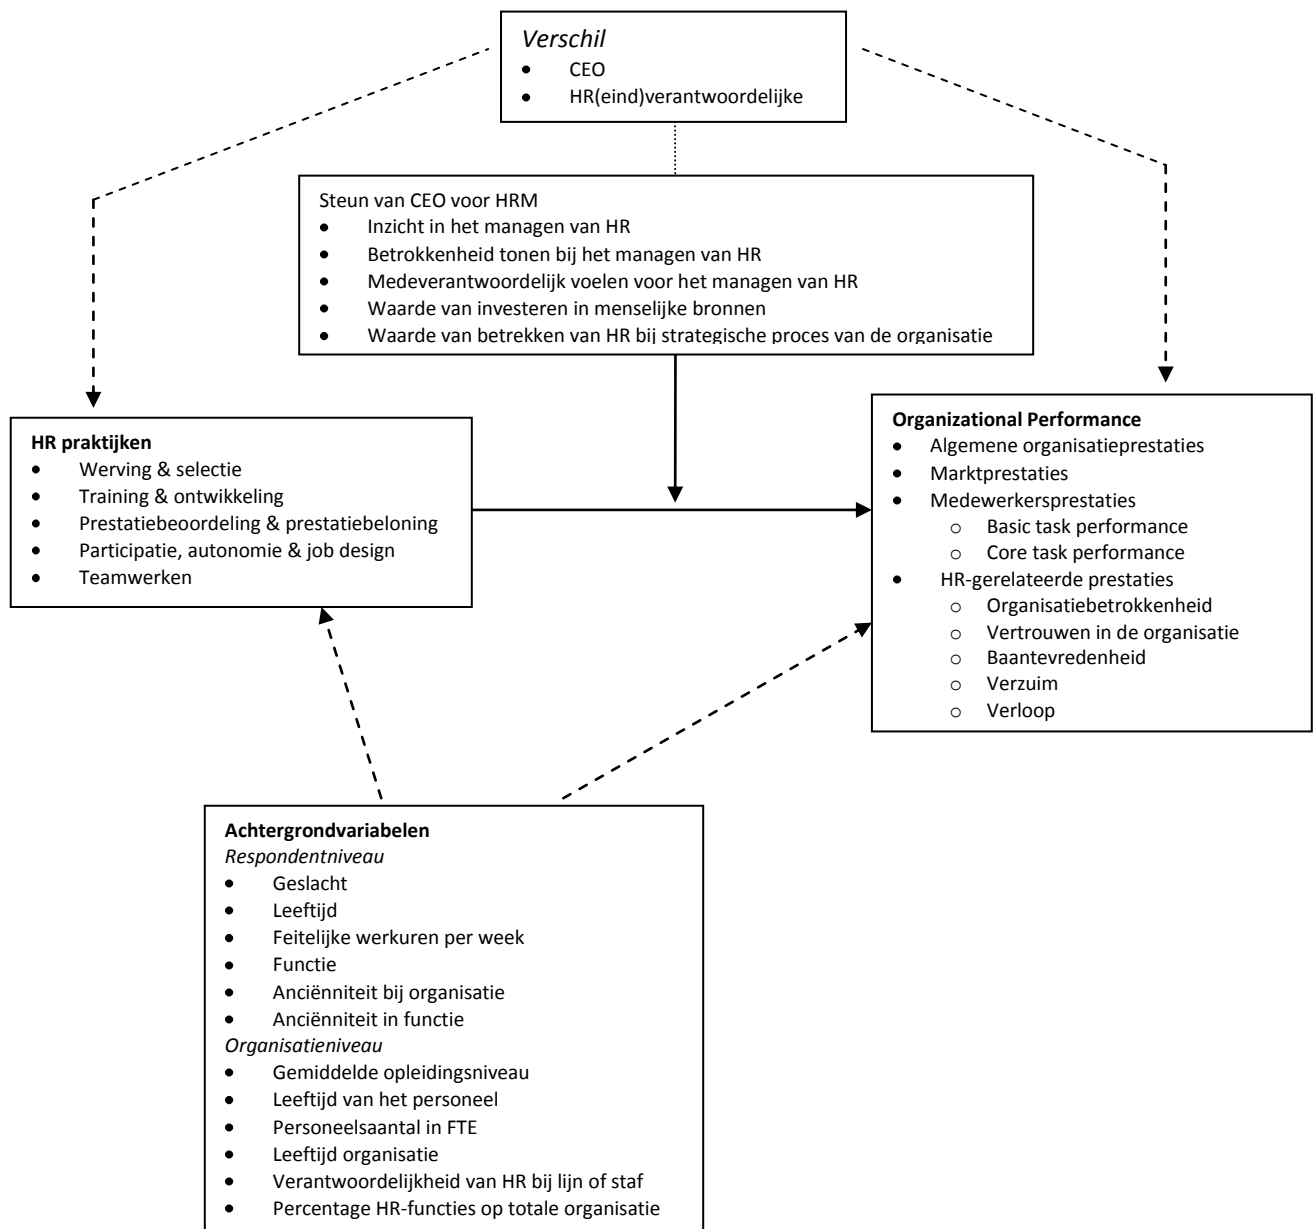 Verschil
• CEO
• HR(eind)verantwoordelijke
Steun van CEO voor HRM
• Inzicht in het managen van HR
• Betrokkenheid tonen bij het managen van HR
• Medeverantwoordelijk voelen voor het managen van HR
• Waarde van investeren in menselijke bronnen
• Waarde van betrekken van HR bij strategische proces van de organisatie
HR praktijken
• Werving & selectie
• Training & ontwikkeling
• Prestatiebeoordeling & prestatiebeloning
• Participatie, autonomie & job design
• Teamwerken
Organizational Performance
• Algemene organisatieprestaties
• Marktprestaties
• Medewerkersprestaties
o Basic task performance
o Core task performance
• HR-gerelateerde prestaties
o Organisatiebetrokkenheid
o Vertrouwen in de organisatie
o Baantevredenheid
o Verzuim
o Verloop
Achtergrondvariabelen
Respondentniveau
• Geslacht
• Leeftijd
• Feitelijke werkuren per week
• Functie
• Anciënniteit bij organisatie
• Anciënniteit in functie
Organisatieniveau
• Gemiddelde opleidingsniveau
• Leeftijd van het personeel
• Personeelsaantal in FTE
• Leeftijd organisatie
• Verantwoordelijkheid van HR bij lijn of staf
• Percentage HR-functies op totale organisatie